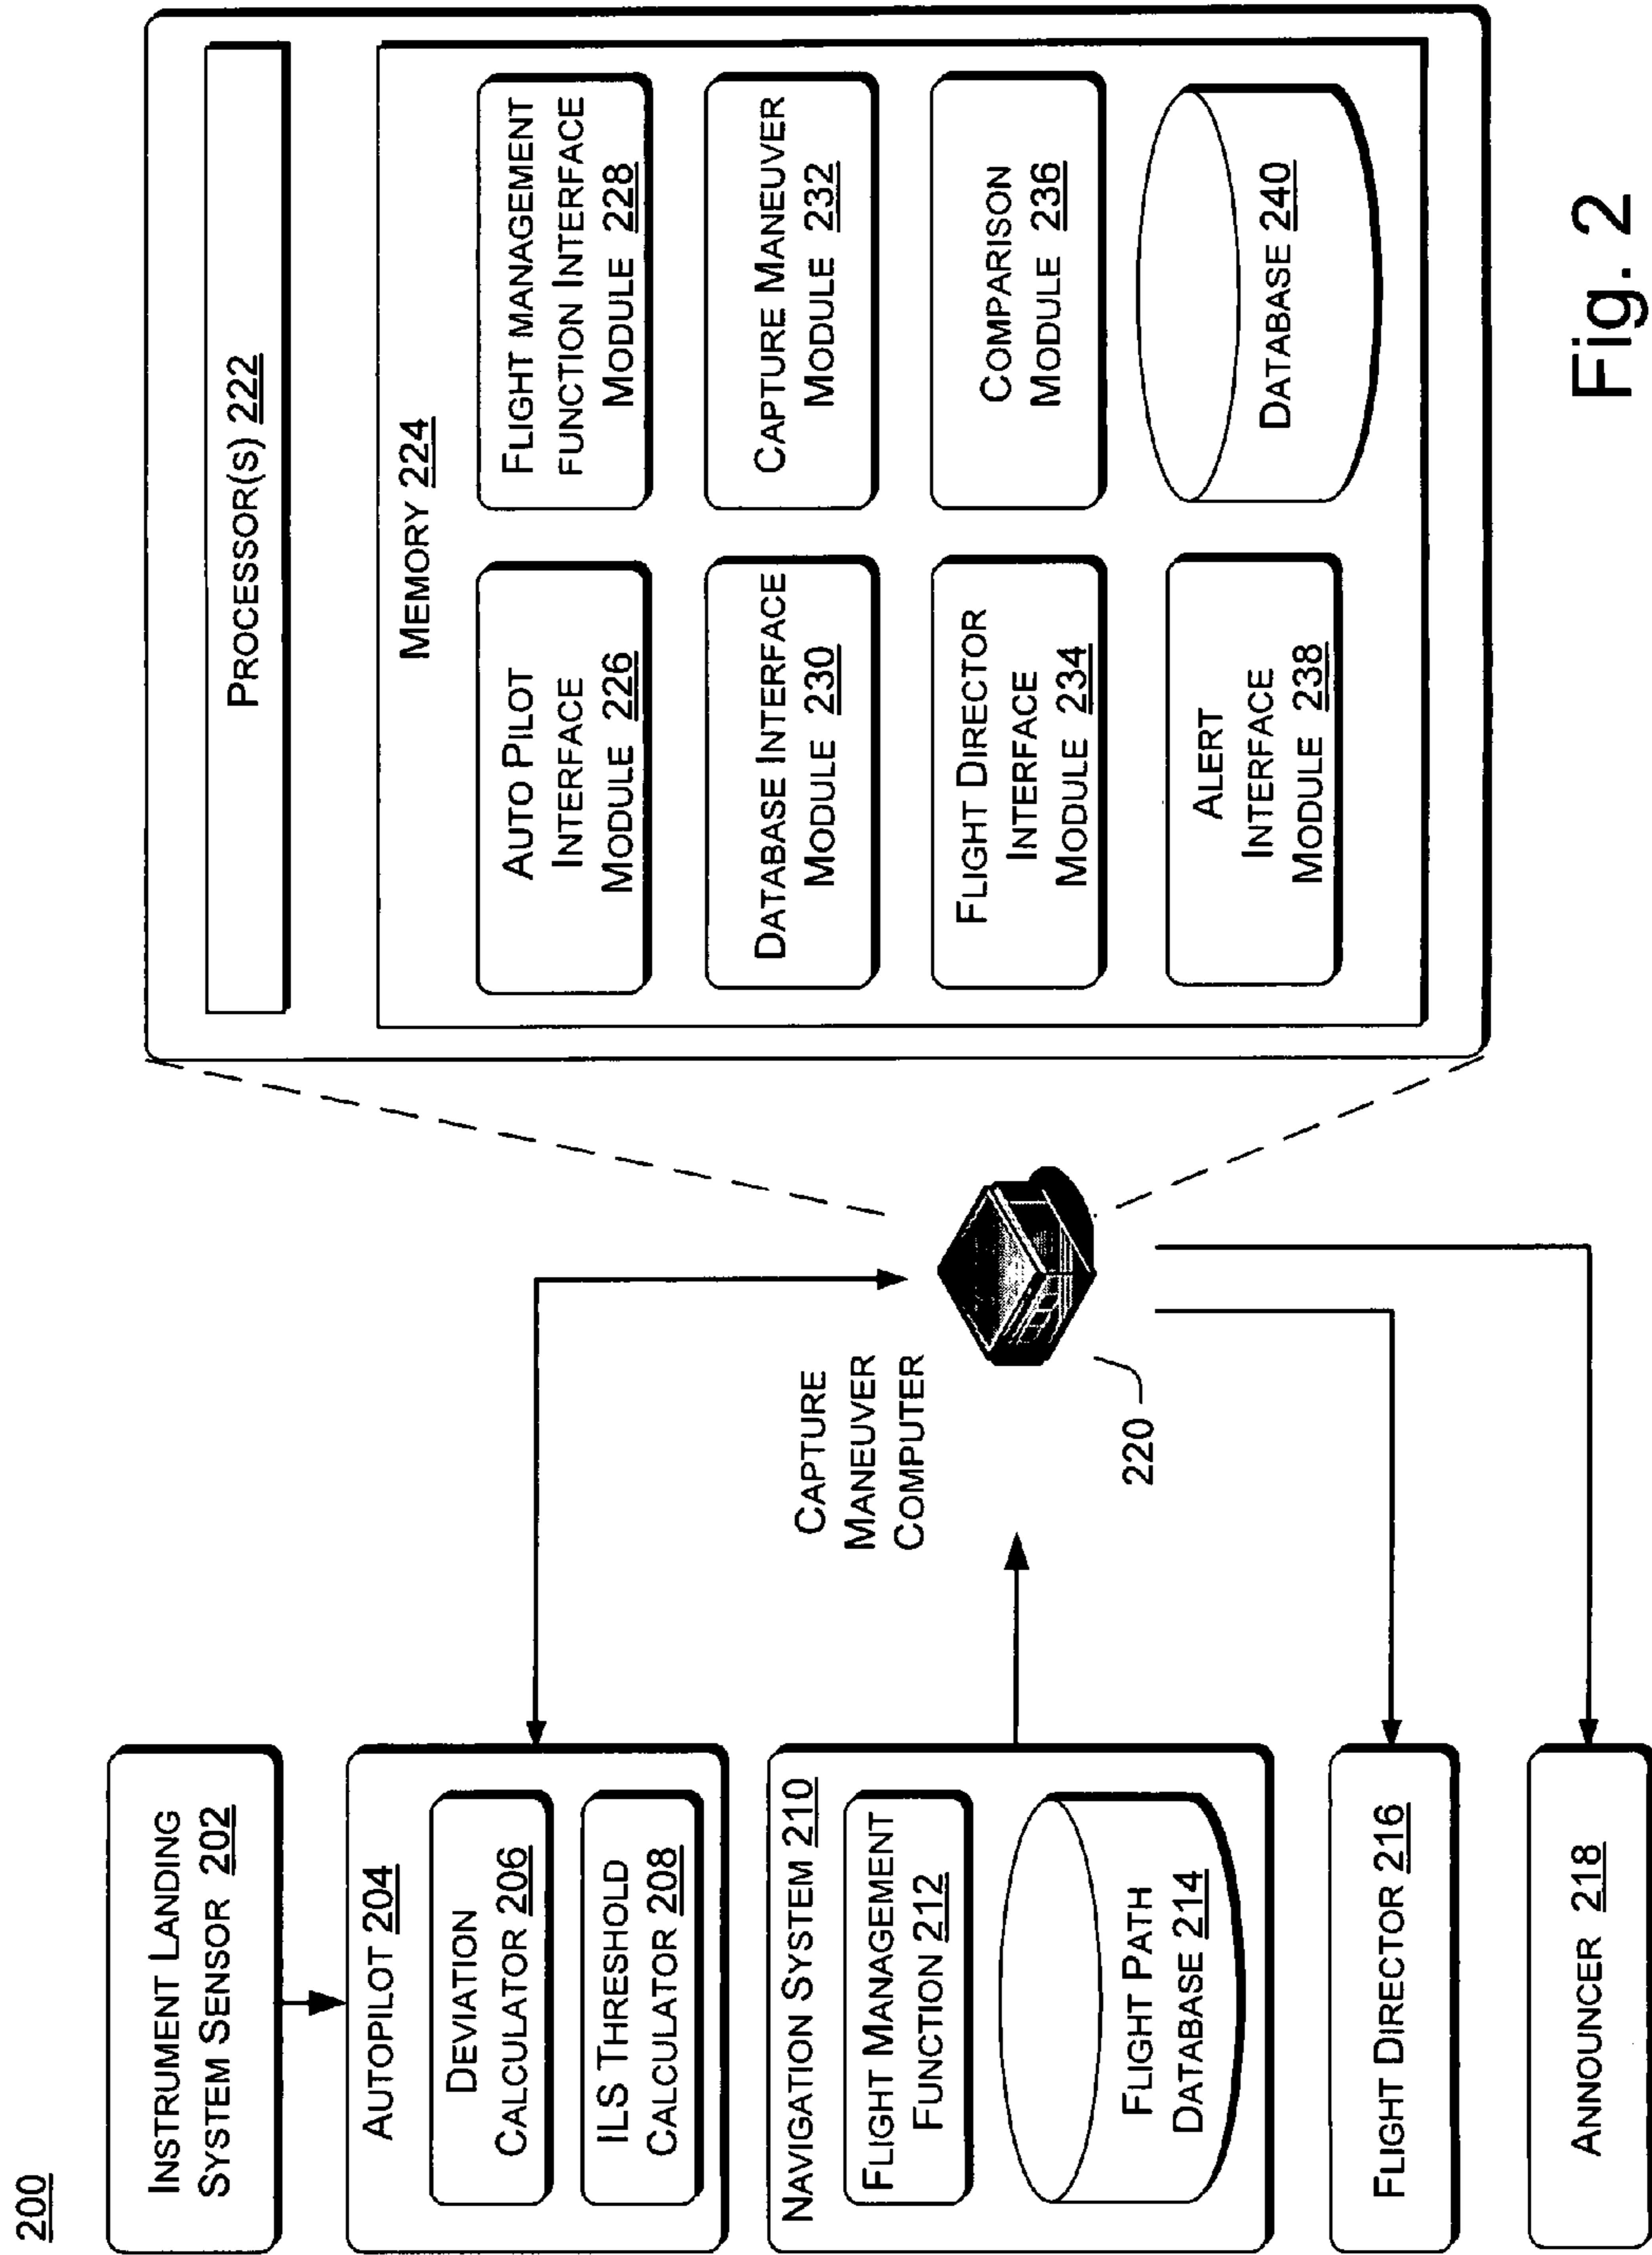 200
INSTRUMENT LANDING
SYSTEM SENSOR 202
AUTOPILOT 204
DEVIATION
CALCULATOR 206
ILS THRESHOLD
CALCULATOR 208
NAVIGATION SYSTEM 210
FLIGHT MANAGEMENT
FUNCTION 212
FLIGHT PATH
DATABASE 214
FLIGHT DIRECTOR 216
ANNOUNCER 218
CAPTURE
MANEUVER
COMPUTER
220
PROCESSOR(S) 222
MEMORY 224
AUTO PILOT
INTERFACE
MODULE 226
FLIGHT MANAGEMENT
FUNCTION INTERFACE
MODULE 228
DATABASE INTERFACE
MODULE 230
CAPTURE MANEUVER
MODULE 232
FLIGHT DIRECTOR
INTERFACE
MODULE 234
COMPARISON
MODULE 236
ALERT
INTERFACE
MODULE 238
DATABASE 240
Fig. 2